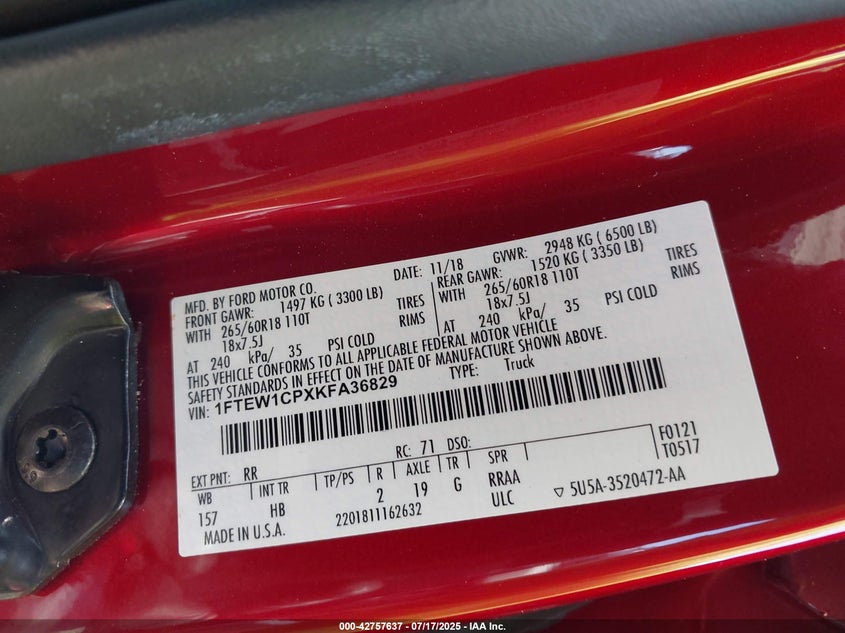 MFD. BY FORD MOTOR CO.
DATE: 11/18 GVWR: 2948 KG ( 6500 LB)
FRONT GAWR: 1497 KG ( 3300 LB) REAR GAWR: 1520 KG ( 3350 LB)
WITH 265/60R18 110T TIRES WITH 265/60R18 110T TIRES
18x7.5J RIMS 18x7.5J RIMS
AT 240 kPa/ 35 PSI COLD AT 240 kPa/ 35 PSI COLD
THIS VEHICLE CONFORMS TO ALL APPLICABLE FEDERAL MOTOR VEHICLE
SAFETY STANDARDS IN EFFECT ON THE DATE OF MANUFACTURE SHOWN ABOVE.
VIN: 1FTEW1CPXKFA36829 TYPE: Truck
EXT PNT: RR RC: 71 DSO: F0121
WB INT TR TP/PS R AXLE TR SPR T0517
157 HB 2 19 G RRAA
ULC 5U5A-3520472-AA
MADE IN U.S.A. 2201811162632
000-42757637 - 07/17/2025 - IAA Inc.